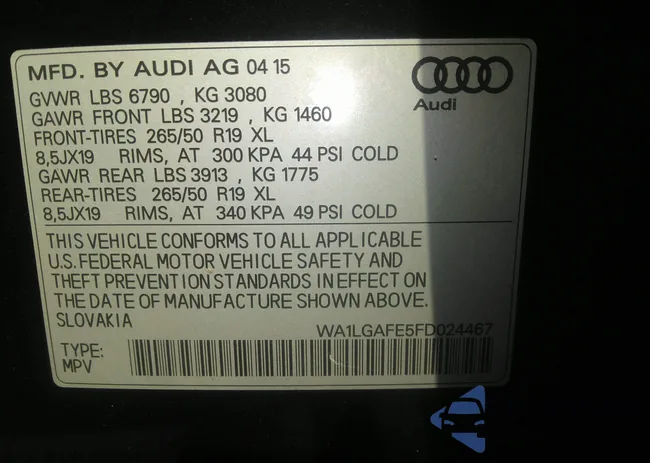 MFD. BY AUDI AG 04 15
Audi
GVWR LBS 6790 , KG 3080
GAWR FRONT LBS 3219 , KG 1460
FRONT-TIRES 265/50 R19 XL
8,5JX19 RIMS, AT 300 KPA 44 PSI COLD
GAWR REAR LBS 3913 , KG 1775
REAR-TIRES 265/50 R19 XL
8,5JX19 RIMS, AT 340 KPA 49 PSI COLD
THIS VEHICLE CONFORMS TO ALL APPLICABLE
U.S. FEDERAL MOTOR VEHICLE SAFETY AND
THEFT PREVENTION STANDARDS IN EFFECT ON
THE DATE OF MANUFACTURE SHOWN ABOVE.
SLOVAKIA
WA1LGAFE5FD024467
TYPE:
MPV